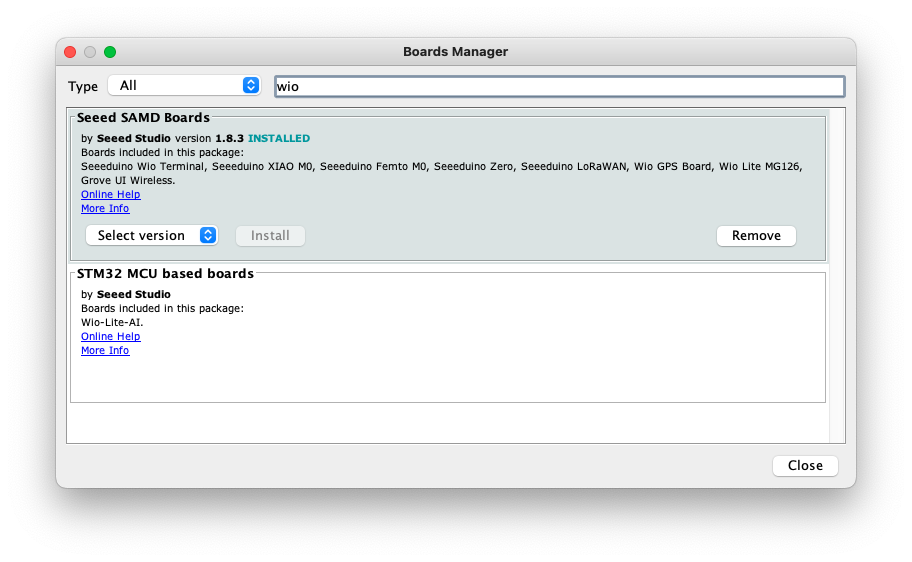 Boards Manager
Type All wio
Seeed SAMD Boards
by Seeed Studio version 1.8.3 INSTALLED
Boards included in this package:
Seeeduino Wio Terminal, Seeeduino XIAO M0, Seeeduino Femto M0, Seeeduino Zero, Seeeduino LoRaWAN, Wio GPS Board, Wio Lite MG126,
Grove UI Wireless.
Online Help
More Info
Select version Install Remove
STM32 MCU based boards
by Seeed Studio
Boards included in this package:
Wio-Lite-AI.
Online Help
More Info
Close